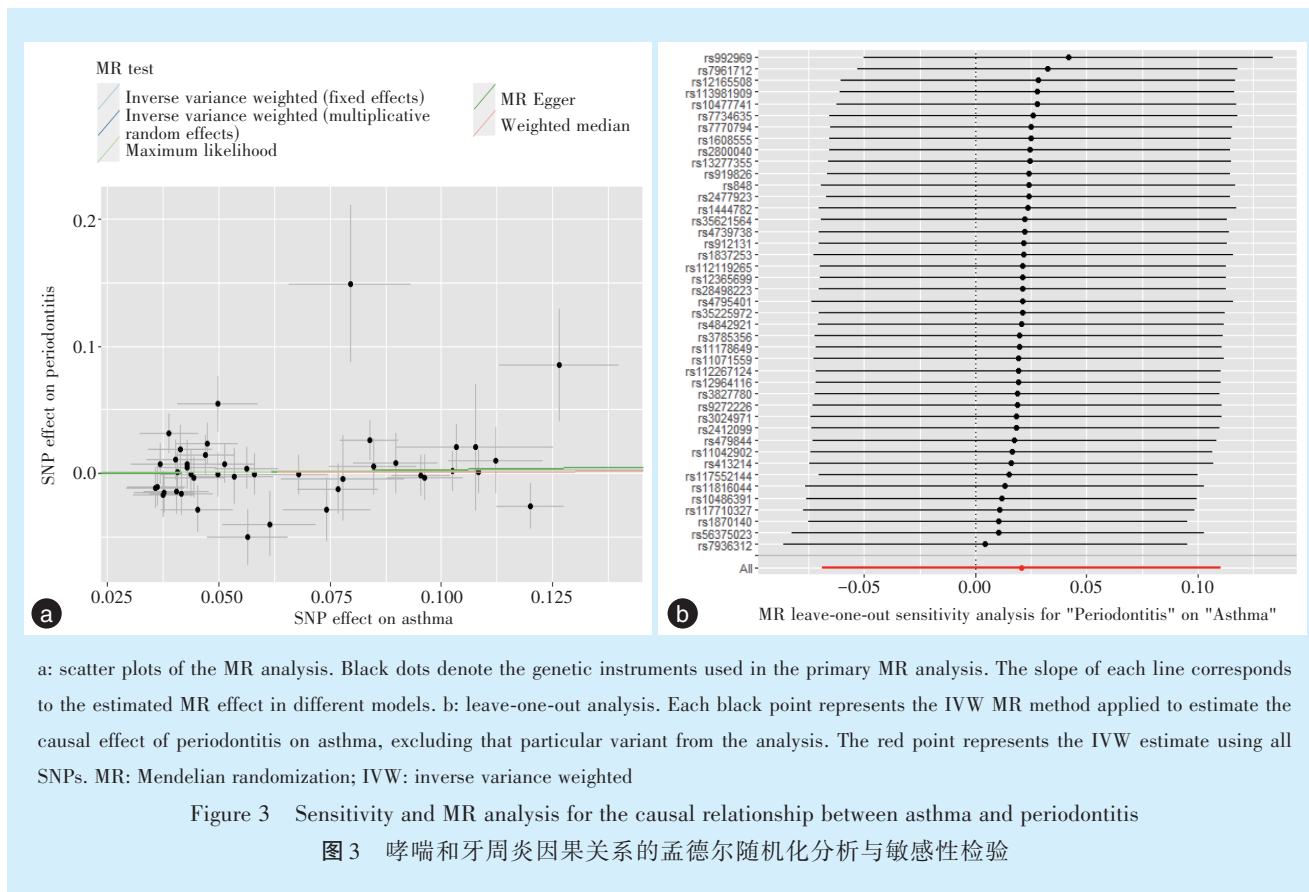 MR test
Inverse variance weighted (fixed effects)
Inverse variance weighted (multiplicative
random effects)
Maximum likelihood
MR Egger
Weighted median
SNP effect on periodontitis
0.2
0.1
0.0
0.025
0.050
0.075
0.100
0.125
SNP effect on asthma
a
rs992969
rs7961712
rs12165508
rs113981909
rs10477741
rs7734635
rs7770794
rs1608555
rs2800040
rs13277355
rs919826
rs848
rs2477923
rs1444782
rs35621564
rs4739738
rs912131
rs1837253
rs112119265
rs12365699
rs28498223
rs4795401
rs35225972
rs4842921
rs3785356
rs11178649
rs11071559
rs112267124
rs12964116
rs3827780
rs9272226
rs3024971
rs2412099
rs479844
rs11042902
rs413214
rs117552144
rs11816044
rs10486391
rs117710327
rs1870140
rs56375023
rs7936312
All
−0.05
0.00
0.05
0.10
MR leave-one-out sensitivity analysis for "Periodontitis" on "Asthma"
b
a: scatter plots of the MR analysis. Black dots denote the genetic instruments used in the primary MR analysis. The slope of each line corresponds
to the estimated MR effect in different models. b: leave-one-out analysis. Each black point represents the IVW MR method applied to estimate the
causal effect of periodontitis on asthma, excluding that particular variant from the analysis. The red point represents the IVW estimate using all
SNPs. MR: Mendelian randomization; IVW: inverse variance weighted
Figure 3 Sensitivity and MR analysis for the causal relationship between asthma and periodontitis
图3 哮喘和牙周炎因果关系的孟德尔随机化分析与敏感性检验